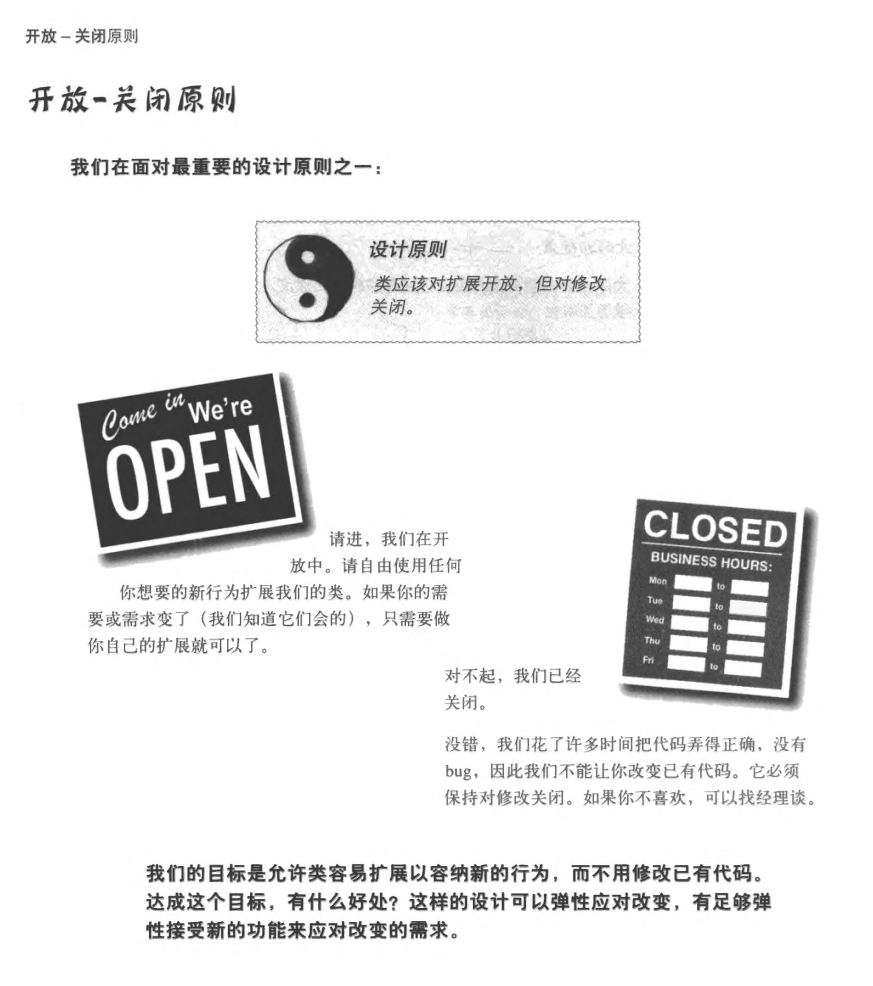 开放 – 关闭原则
开放-关闭原则
我们在面对最重要的设计原则之一：
设计原则
类应该对扩展开放，但对修改
关闭。
Come in We're
OPEN
请进，我们在开
放中。请自由使用任何
你想要的新行为扩展我们的类。如果你的需
要或需求变了（我们知道它们会的），只需要做
你自己的扩展就可以了。
CLOSED
BUSINESS HOURS:
Mon to
Tue to
Wed to
Thu to
Fri to
对不起，我们已经
关闭。
没错，我们花了许多时间把代码弄得正确，没有
bug，因此我们不能让你改变已有代码。它必须
保持对修改关闭。如果你不喜欢，可以找经理谈。
我们的目标是允许类容易扩展以容纳新的行为，而不用修改已有代码。
达成这个目标，有什么好处？这样的设计可以弹性应对改变，有足够弹
性接受新的功能来应对改变的需求。